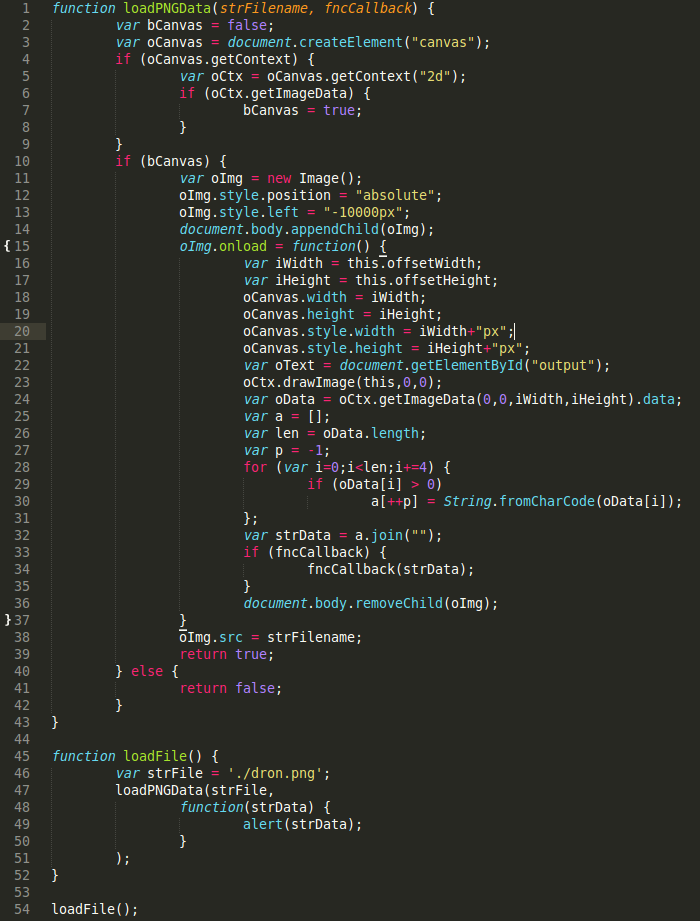 1 function loadPNGData(strFilename, fncCallback) {
2 var bCanvas = false;
3 var oCanvas = document.createElement("canvas");
4 if (oCanvas.getContext) {
5 var oCtx = oCanvas.getContext("2d");
6 if (oCtx.getImageData) {
7 bCanvas = true;
8 }
9 }
10 if (bCanvas) {
11 var oImg = new Image();
12 oImg.style.position = "absolute";
13 oImg.style.left = "-10000px";
14 document.body.appendChild(oImg);
{ 15 oImg.onload = function() {
16 var iWidth = this.offsetWidth;
17 var iHeight = this.offsetHeight;
18 oCanvas.width = iWidth;
19 oCanvas.height = iHeight;
20 oCanvas.style.width = iWidth+"px";
21 oCanvas.style.height = iHeight+"px";
22 var oText = document.getElementById("output");
23 oCtx.drawImage(this,0,0);
24 var oData = oCtx.getImageData(0,0,iWidth,iHeight).data;
25 var a = [];
26 var len = oData.length;
27 var p = -1;
28 for (var i=0;i<len;i+=4) {
29 if (oData[i] > 0)
30 a[++p] = String.fromCharCode(oData[i]);
31 };
32 var strData = a.join("");
33 if (fncCallback) {
34 fncCallback(strData);
35 }
36 document.body.removeChild(oImg);
} 37 }
38 oImg.src = strFilename;
39 return true;
40 } else {
41 return false;
42 }
43 }
44
45 function loadFile() {
46 var strFile = './dron.png';
47 loadPNGData(strFile,
48 function(strData) {
49 alert(strData);
50 }
51 );
52 }
53
54 loadFile();